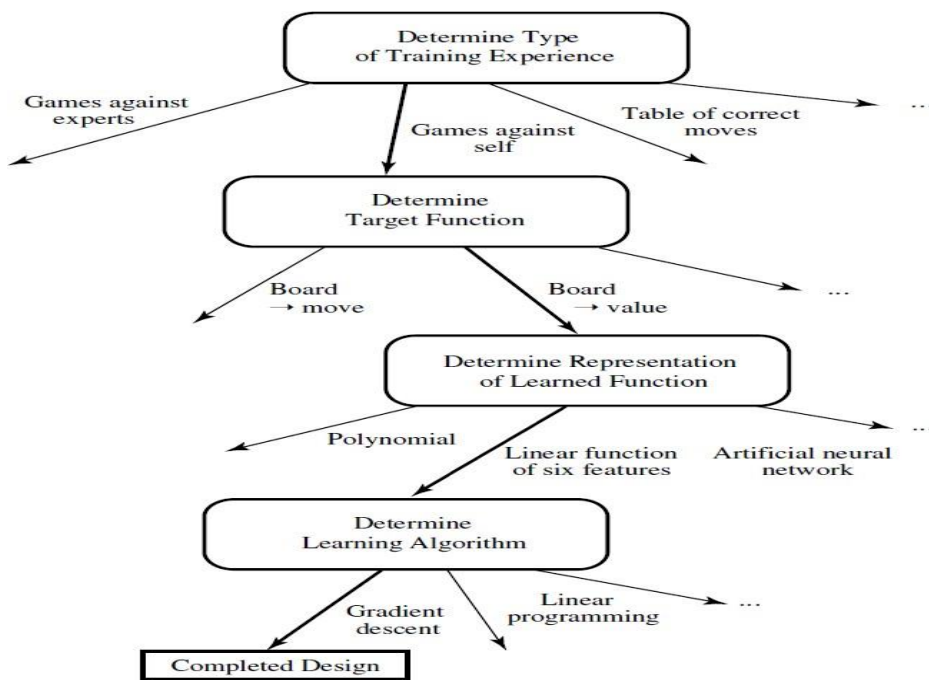 Determine Type
of Training Experience
Games against
experts
Games against
self
Table of correct
moves
...
Determine
Target Function
Board
→ move
Board
→ value
...
Determine Representation
of Learned Function
Polynomial
Linear function
of six features
Artificial neural
network
...
Determine
Learning Algorithm
Gradient
descent
Linear
programming
...
Completed Design